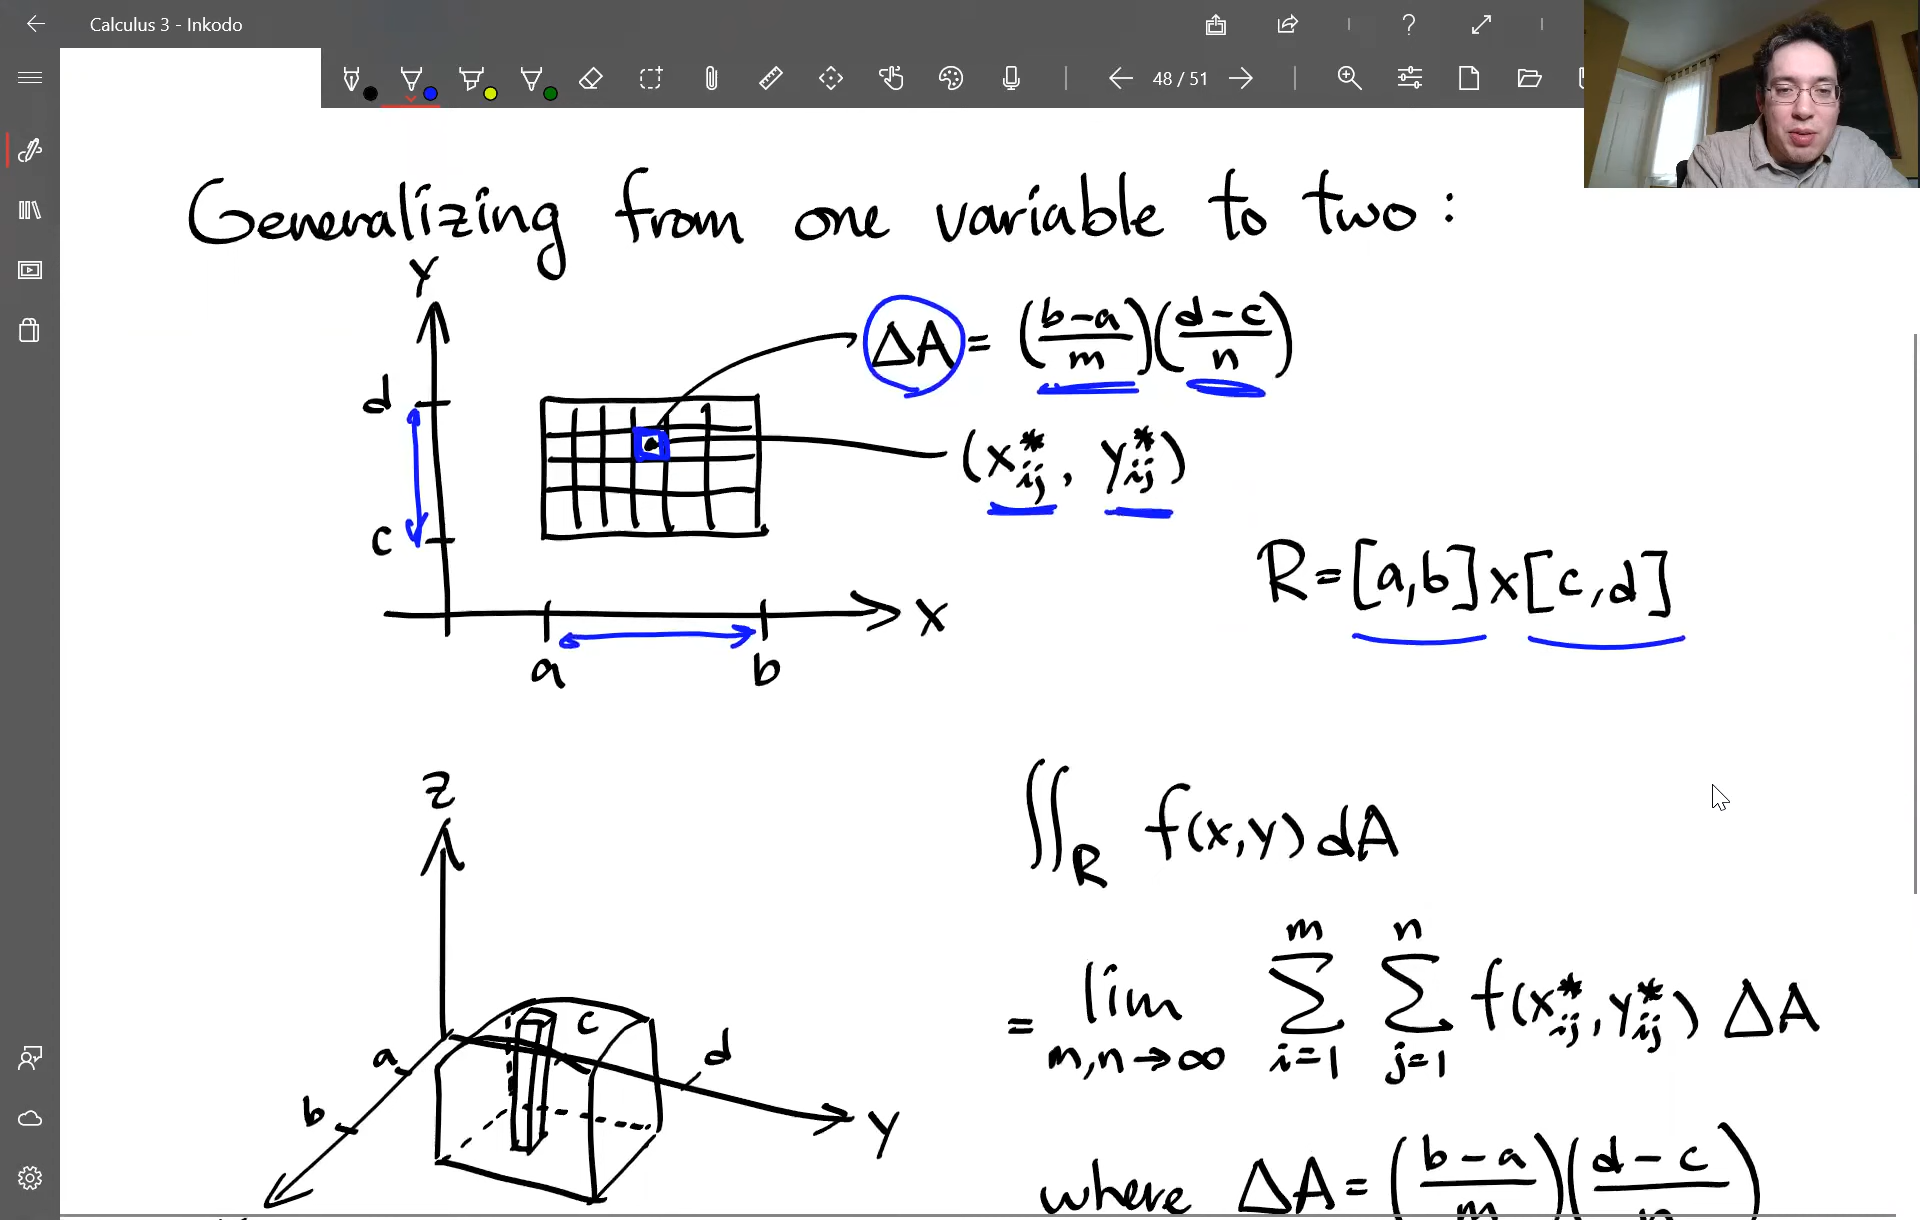 Calculus 3 - Inkodo
48 / 51
Generalizing from one variable to two:
Y
ΔA = (b-a/m)(d-c/n)
d
(x*ij, y*ij)
c
R=[a,b]x[c,d]
X
a b
z
∬R f(x,y) dA
= lim m,n→∞ m Σ i=1 n Σ j=1 f(x*ij, y*ij) ΔA
c
d
a
b
Y
where ΔA= (b-a/m)(d-c/n)